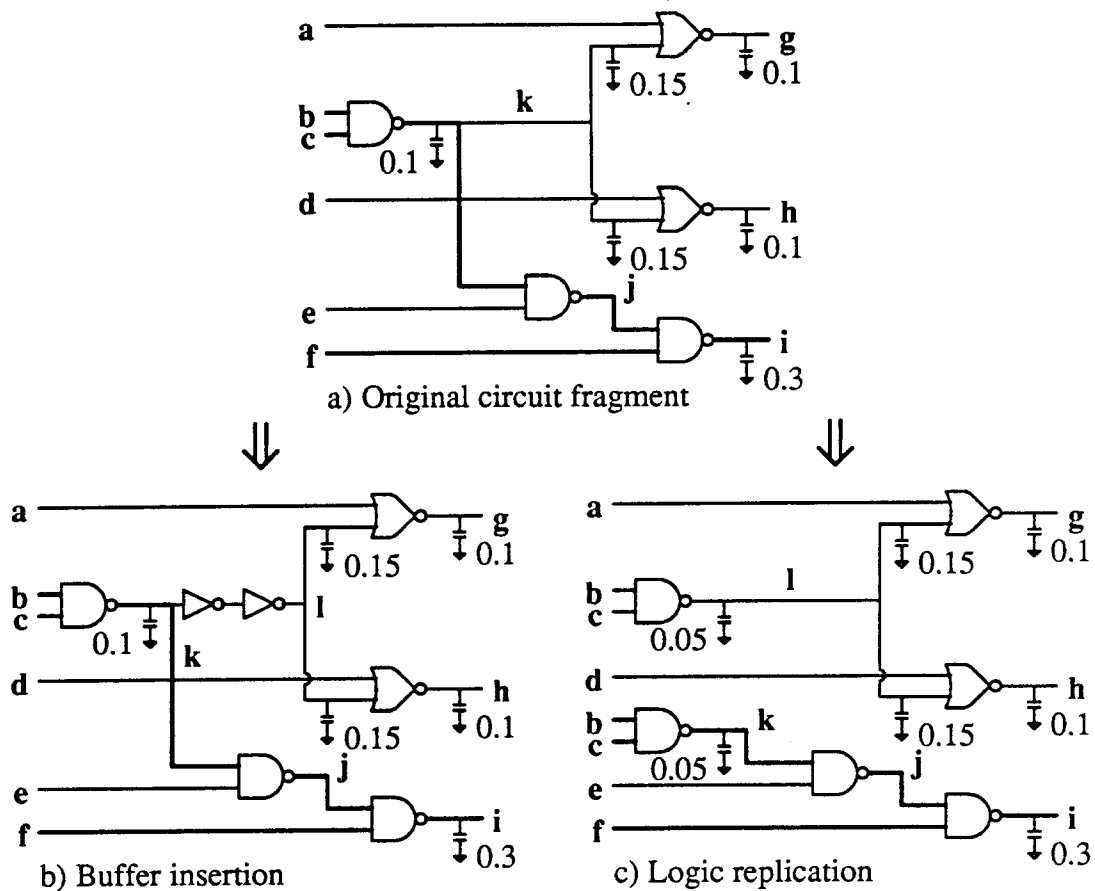 a
g
0.1
0.15
k
b
c
0.1
d
h
0.1
0.15
j
e
f
i
0.3
a) Original circuit fragment
a
g
0.1
0.15
b
c
l
0.1
k
d
h
0.1
0.15
j
e
f
i
0.3
b) Buffer insertion
a
g
0.1
0.15
b
c
l
0.05
d
h
0.1
b
c
k
0.15
0.05
j
e
f
i
0.3
c) Logic replication